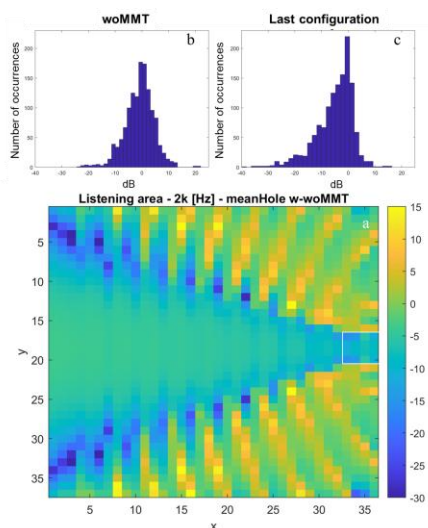 woMMT
b
Number of occurrences
200
150
100
50
0
-40 -30 -20 -10 0 10 20
dB
Last configuration
c
Number of occurrences
200
150
100
50
0
-40 -30 -20 -10 0 10 20
dB
Listening area - 2k [Hz] - meanHole w-woMMT
a
y
5
10
15
20
25
30
35
5 10 15 20 25 30 35
x
15
10
5
0
-5
-10
-15
-20
-25
-30